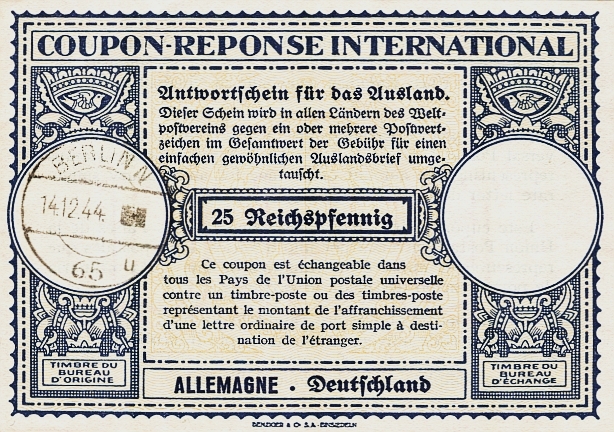 COUPON-REPONSE INTERNATIONAL
Antwortschein für das Ausland.
Dieser Schein wird in allen Ländern des Welt-
postvereins gegen ein oder mehrere Postwert-
zeichen im Gesamtwert der Gebühr für einen
einfachen gewöhnlichen Auslandsbrief umge-
tauscht.
BERLIN N
14.12.44
65 u
25 Reichspfennig
Ce coupon est échangeable dans
tous les Pays de l'Union postale universelle
contre un timbre-poste ou des timbres-poste
représentant le montant de l'affranchissement
d'une lettre ordinaire de port simple à desti-
nation de l'étranger.
TIMBRE DU
BUREAU
D'ORIGINE
ALLEMAGNE · Deutschland
TIMBRE DU
BUREAU
D'ÉCHANGE
BENZIGER & Co S.A. - EINSIEDELN